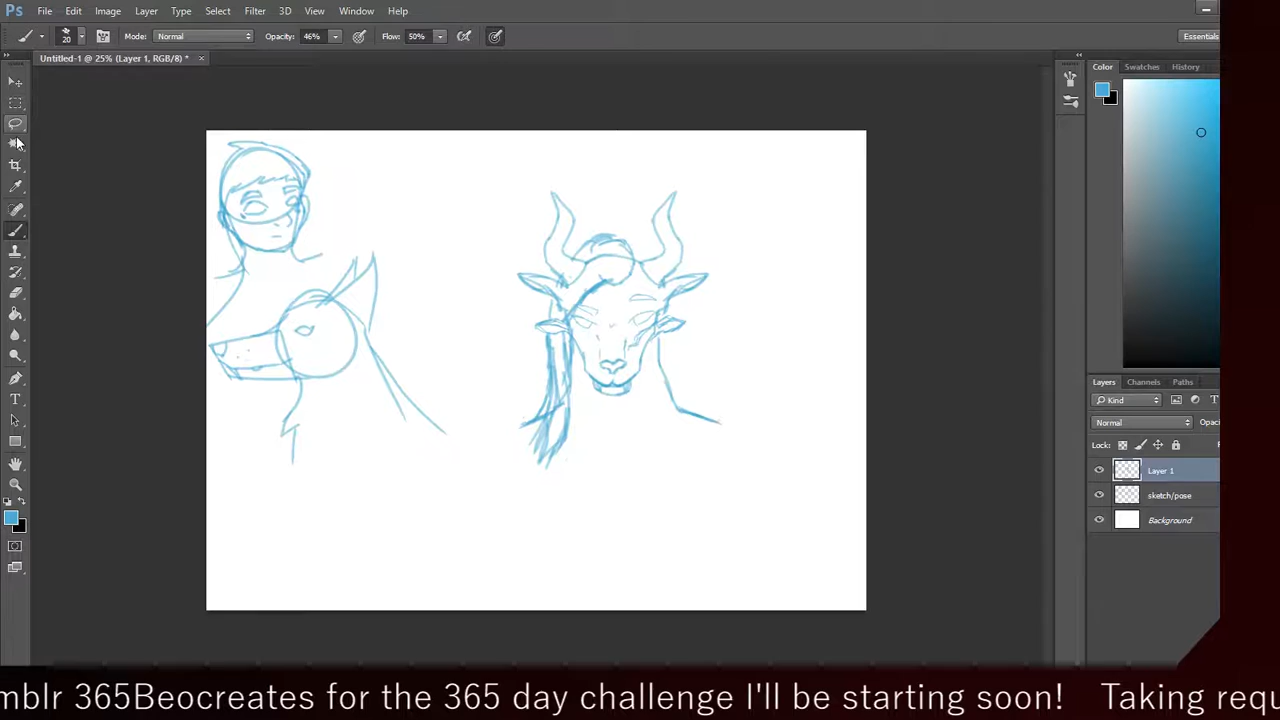 Ps File Edit Image Layer Type Select Filter 3D View Window Help
20 Mode: Normal Opacity: 46% Flow: 50% Essentials
Untitled-1 @ 25% (Layer 1, RGB/8) *
Color Swatches History
Layers Channels Paths
Kind
Normal
Lock:
Layer 1
sketch/pose
Background
365Beocreates for the 365 day challenge I'll be starting soon! Taking